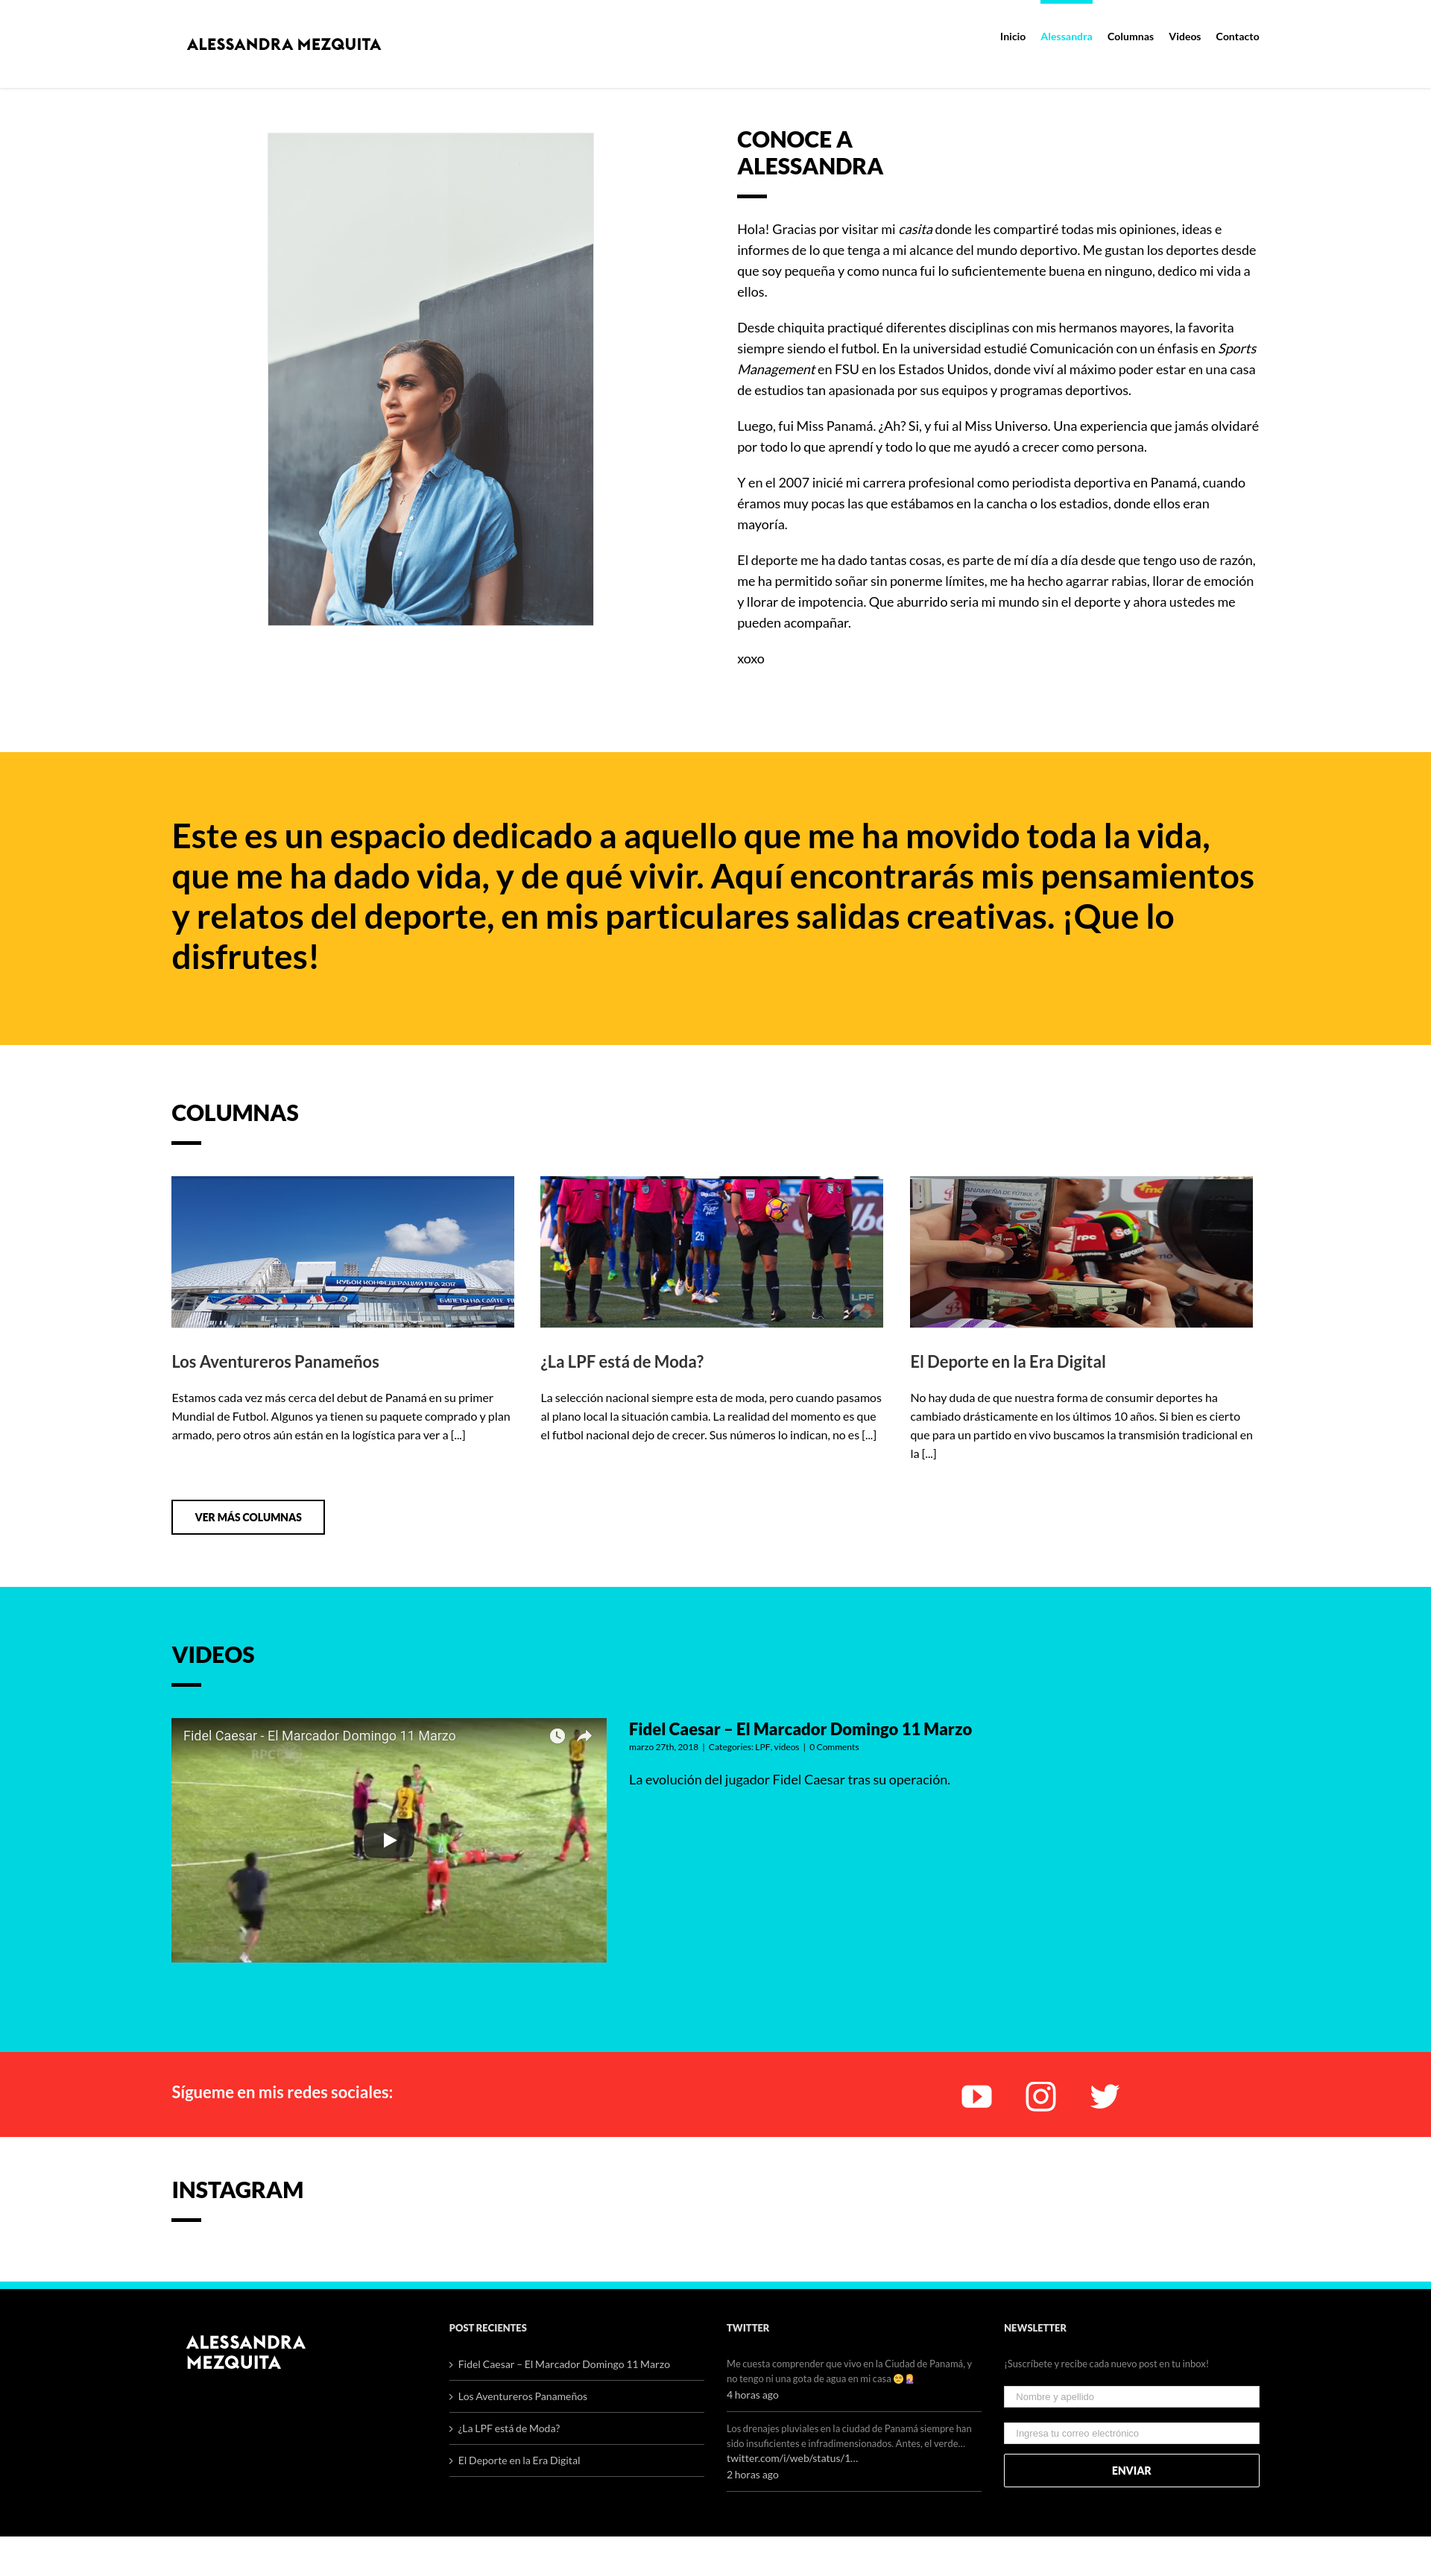 ALESSANDRA MEZQUITA
Inicio
Alessandra
Columnas
Videos
Contacto
CONOCE A
ALESSANDRA
Hola! Gracias por visitar mi casita donde les compartiré todas mis opiniones, ideas e
informes de lo que tenga a mi alcance del mundo deportivo. Me gustan los deportes desde
que soy pequeña y como nunca fui lo suficientemente buena en ninguno, dedico mi vida a
ellos.
Desde chiquita practiqué diferentes disciplinas con mis hermanos mayores, la favorita
siempre siendo el futbol. En la universidad estudié Comunicación con un énfasis en Sports
Management en FSU en los Estados Unidos, donde viví al máximo poder estar en una casa
de estudios tan apasionada por sus equipos y programas deportivos.
Luego, fui Miss Panamá. ¿Ah? Si, y fui al Miss Universo. Una experiencia que jamás olvidaré
por todo lo que aprendí y todo lo que me ayudó a crecer como persona.
Y en el 2007 inicié mi carrera profesional como periodista deportiva en Panamá, cuando
éramos muy pocas las que estábamos en la cancha o los estadios, donde ellos eran
mayoría.
El deporte me ha dado tantas cosas, es parte de mí día a día desde que tengo uso de razón,
me ha permitido soñar sin ponerme límites, me ha hecho agarrar rabias, llorar de emoción
y llorar de impotencia. Que aburrido seria mi mundo sin el deporte y ahora ustedes me
pueden acompañar.
xoxo
Este es un espacio dedicado a aquello que me ha movido toda la vida,
que me ha dado vida, y de qué vivir. Aquí encontrarás mis pensamientos
y relatos del deporte, en mis particulares salidas creativas. ¡Que lo
disfrutes!
COLUMNAS
КУБОК КОНФЕДЕРАЦИЙ FIFA 2017
БИЛЕТЫ НА САЙТЕ
25
LPF
rpc
Los Aventureros Panameños
Estamos cada vez más cerca del debut de Panamá en su primer
Mundial de Futbol. Algunos ya tienen su paquete comprado y plan
armado, pero otros aún están en la logística para ver a [...]
¿La LPF está de Moda?
La selección nacional siempre esta de moda, pero cuando pasamos
al plano local la situación cambia. La realidad del momento es que
el futbol nacional dejo de crecer. Sus números lo indican, no es [...]
El Deporte en la Era Digital
No hay duda de que nuestra forma de consumir deportes ha
cambiado drásticamente en los últimos 10 años. Si bien es cierto
que para un partido en vivo buscamos la transmisión tradicional en
la [...]
VER MÁS COLUMNAS
VIDEOS
Fidel Caesar - El Marcador Domingo 11 Marzo
RPC
7
Fidel Caesar – El Marcador Domingo 11 Marzo
marzo 27th, 2018 | Categories: LPF, videos | 0 Comments
La evolución del jugador Fidel Caesar tras su operación.
Sígueme en mis redes sociales:
INSTAGRAM
ALESSANDRA
MEZQUITA
POST RECIENTES
Fidel Caesar – El Marcador Domingo 11 Marzo
Los Aventureros Panameños
¿La LPF está de Moda?
El Deporte en la Era Digital
TWITTER
Me cuesta comprender que vivo en la Ciudad de Panamá, y
no tengo ni una gota de agua en mi casa
4 horas ago
Los drenajes pluviales en la ciudad de Panamá siempre han
sido insuficientes e infradimensionados. Antes, el verde…
twitter.com/i/web/status/1…
2 horas ago
NEWSLETTER
¡Suscríbete y recibe cada nuevo post en tu inbox!
Nombre y apellido
Ingresa tu correo electrónico
ENVIAR